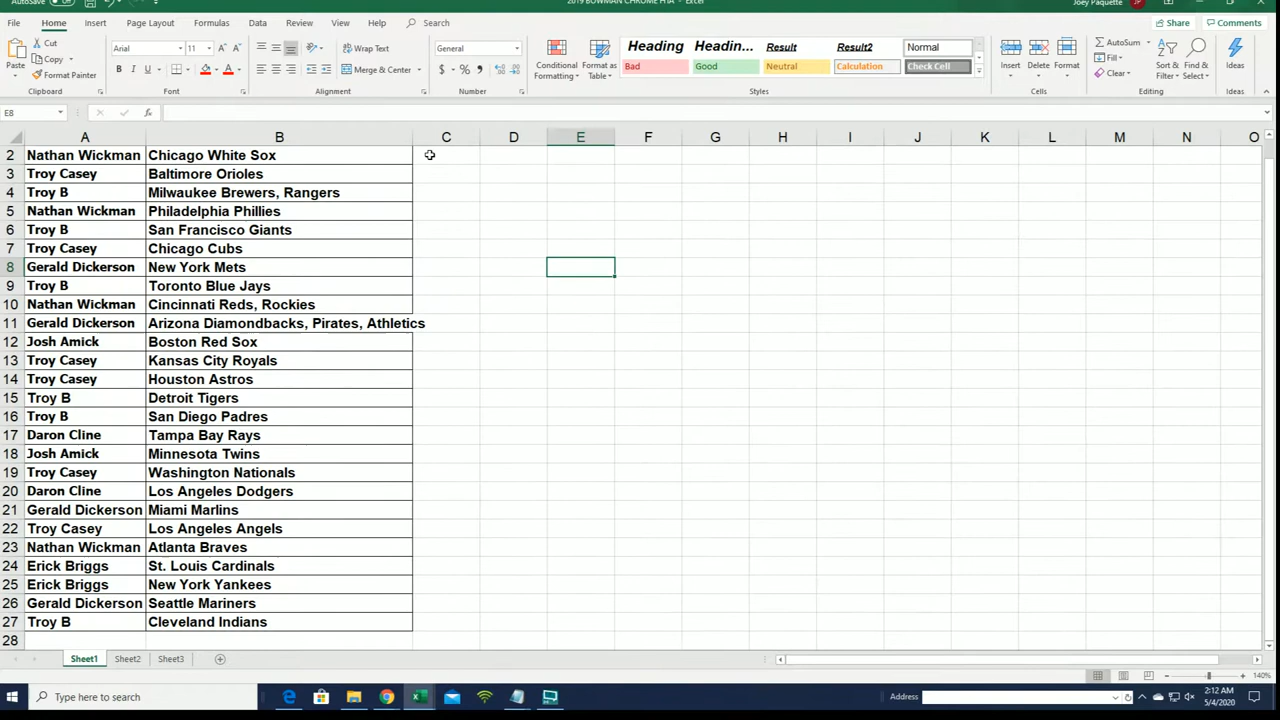 AutoSave Off 2019 BOWMAN CHROME HTA - Excel Joey Paquette JP
File Home Insert Page Layout Formulas Data Review View Help Search Share Comments
Paste Cut Copy Format Painter Clipboard
Arial 11 A A B I U A Font
Wrap Text Merge & Center Alignment
General $ % Number
Conditional Formatting Format as Table
Heading Headin... Result Result2 Normal
Bad Good Neutral Calculation Check Cell
Styles
Insert Delete Format Cells
AutoSum Fill Clear Sort & Filter Find & Select Editing
Ideas Ideas
E8 fx
A B C D E F G H I J K L M N O
2 Nathan Wickman Chicago White Sox
3 Troy Casey Baltimore Orioles
4 Troy B Milwaukee Brewers, Rangers
5 Nathan Wickman Philadelphia Phillies
6 Troy B San Francisco Giants
7 Troy Casey Chicago Cubs
8 Gerald Dickerson New York Mets
9 Troy B Toronto Blue Jays
10 Nathan Wickman Cincinnati Reds, Rockies
11 Gerald Dickerson Arizona Diamondbacks, Pirates, Athletics
12 Josh Amick Boston Red Sox
13 Troy Casey Kansas City Royals
14 Troy Casey Houston Astros
15 Troy B Detroit Tigers
16 Troy B San Diego Padres
17 Daron Cline Tampa Bay Rays
18 Josh Amick Minnesota Twins
19 Troy Casey Washington Nationals
20 Daron Cline Los Angeles Dodgers
21 Gerald Dickerson Miami Marlins
22 Troy Casey Los Angeles Angels
23 Nathan Wickman Atlanta Braves
24 Erick Briggs St. Louis Cardinals
25 Erick Briggs New York Yankees
26 Gerald Dickerson Seattle Mariners
27 Troy B Cleveland Indians
28
Sheet1 Sheet2 Sheet3
140%
Type here to search Address 2:12 AM
5/4/2020